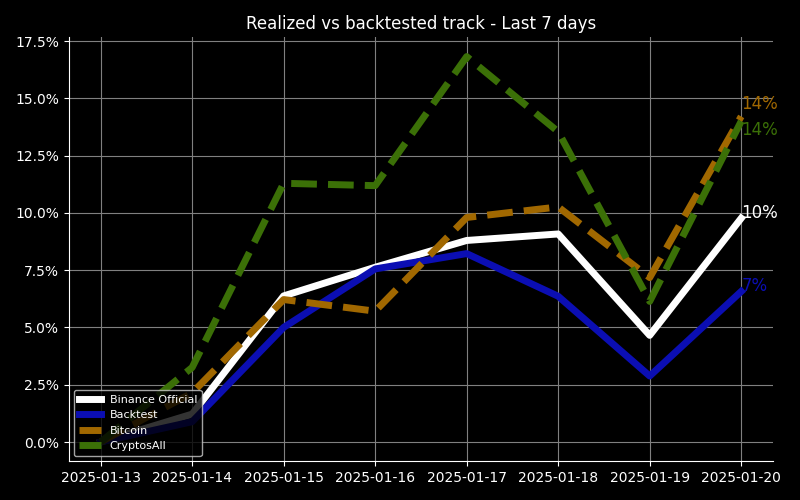 Realized vs backtested track - Last 7 days
17.5%
15.0%
12.5%
10.0%
7.5%
5.0%
2.5%
0.0%
14%
14%
10%
7%
Binance Official
Backtest
Bitcoin
CryptosAll
2025-01-13 2025-01-14 2025-01-15 2025-01-16 2025-01-17 2025-01-18 2025-01-19 2025-01-20